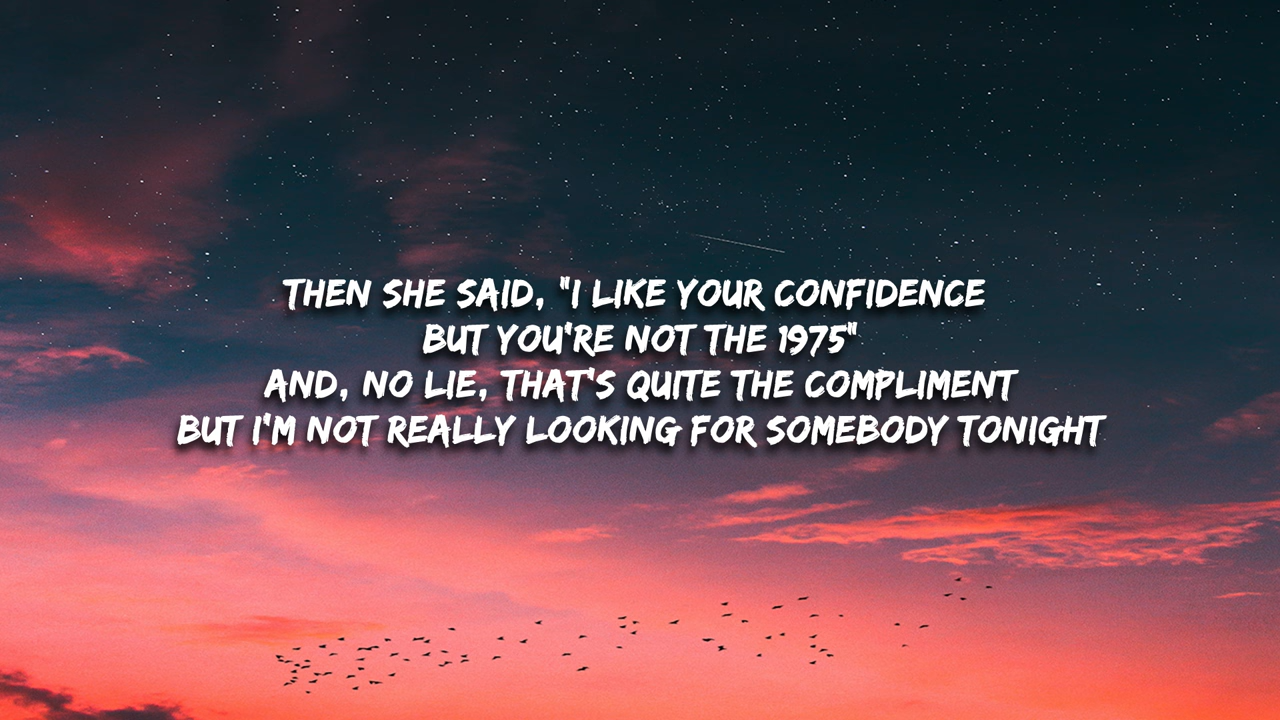 THEN SHE SAID, "I LIKE YOUR CONFIDENCE
BUT YOU'RE NOT THE 1975"
AND, NO LIE, THAT'S QUITE THE COMPLIMENT
BUT I'M NOT REALLY LOOKING FOR SOMEBODY TONIGHT